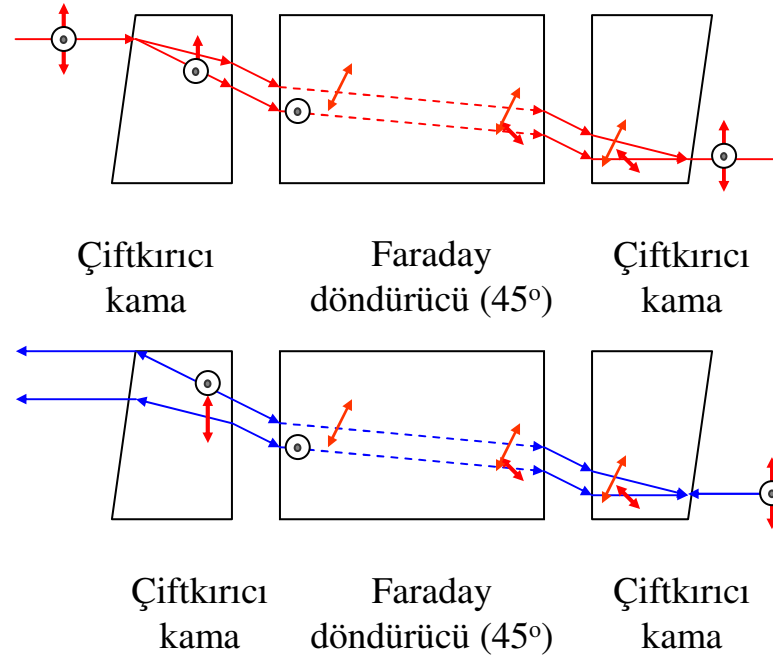 Çiftkırıcı
kama
Faraday
döndürücü (45º)
Çiftkırıcı
kama
Çiftkırıcı
kama
Faraday
döndürücü (45º)
Çiftkırıcı
kama